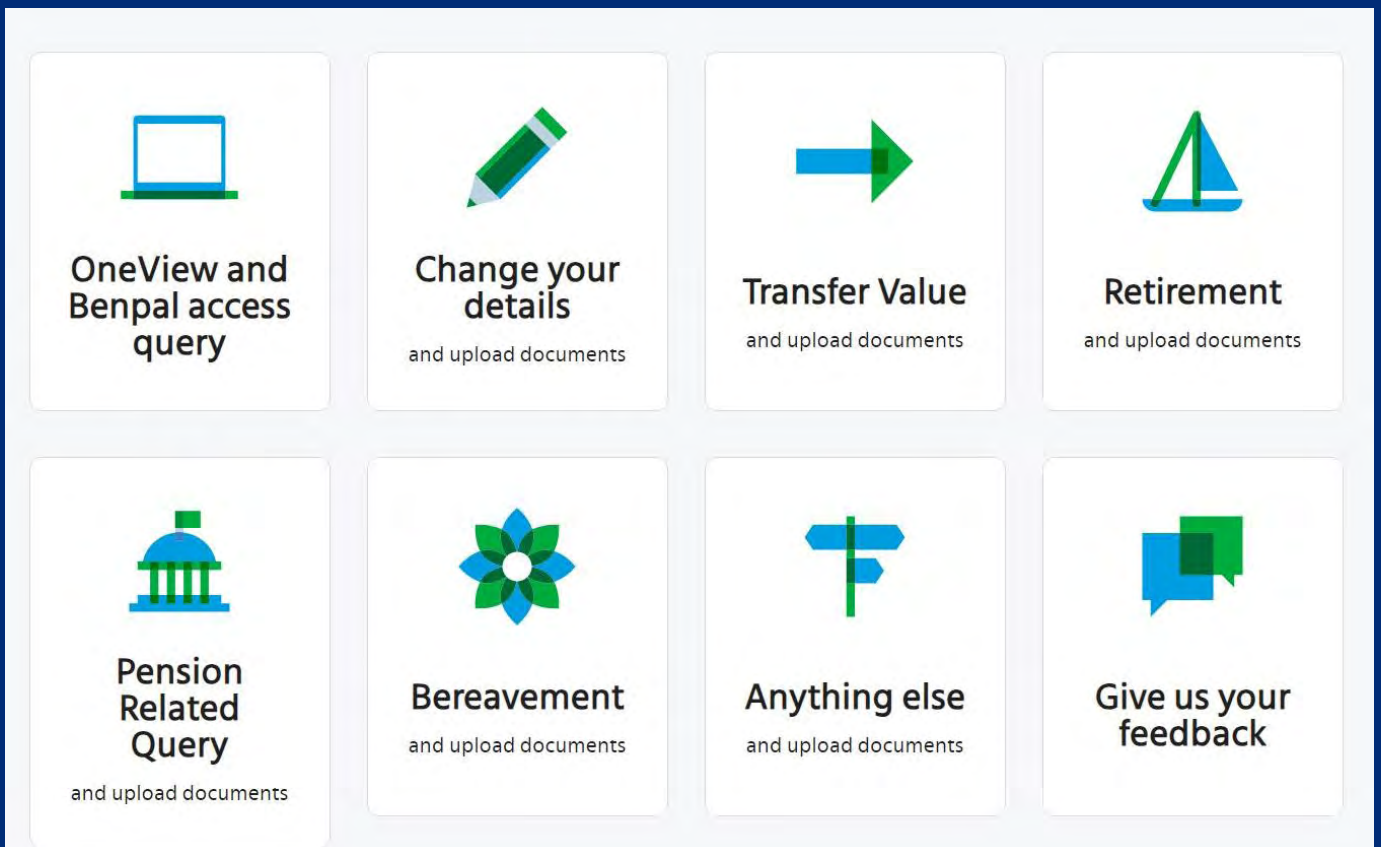 OneView and
Benpal access
query
Change your
details
and upload documents
Transfer Value
and upload documents
Retirement
and upload documents
Pension
Related
Query
and upload documents
Bereavement
and upload documents
Anything else
and upload documents
Give us your
feedback